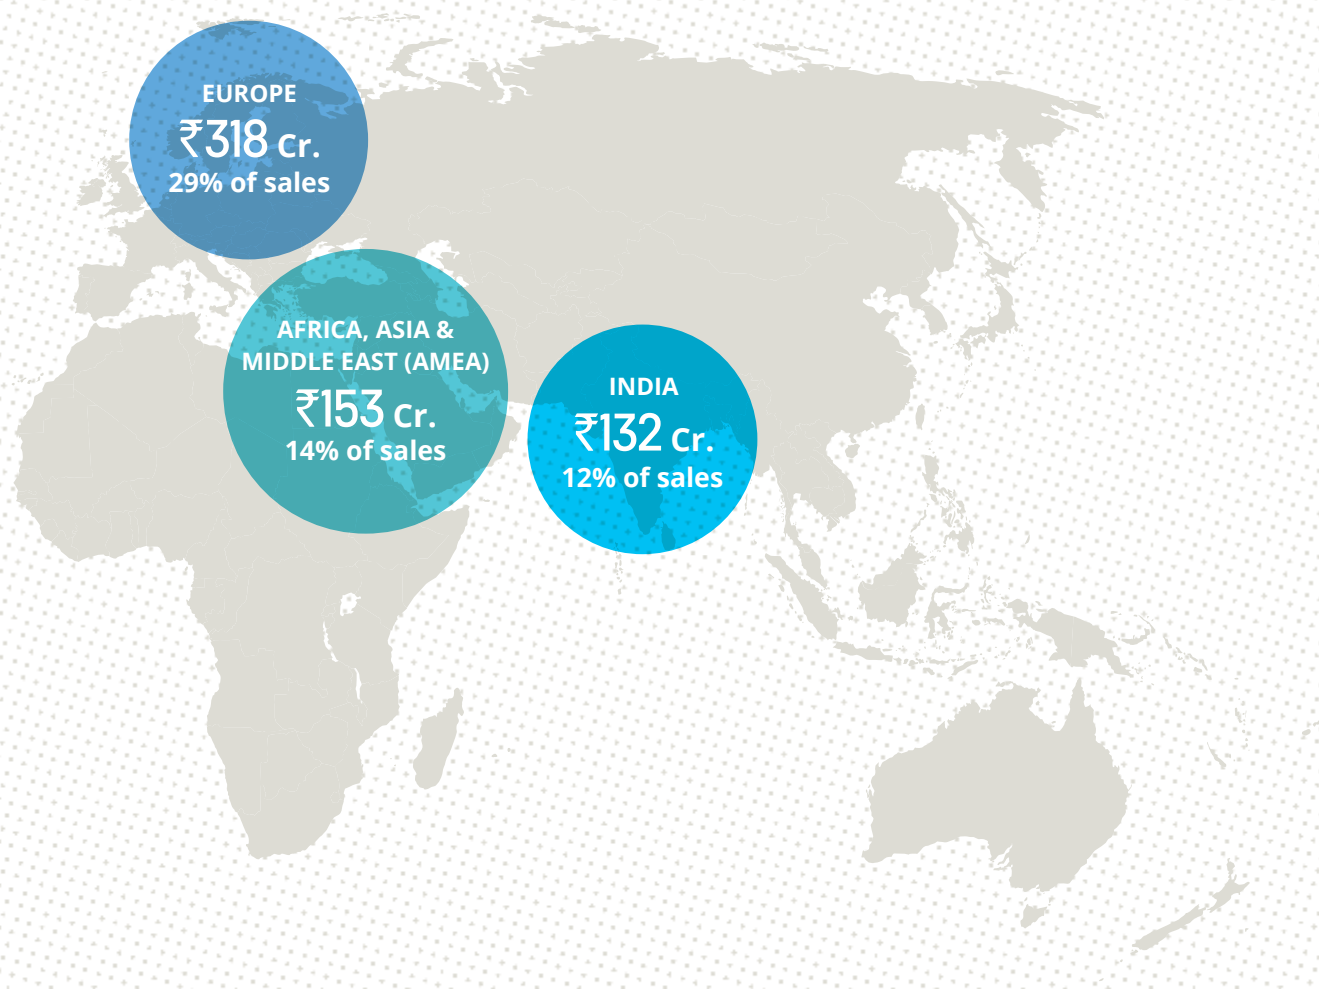 EUROPE
₹318 Cr.
29% of sales
AFRICA, ASIA &
MIDDLE EAST (AMEA)
₹153 Cr.
14% of sales
INDIA
₹132 Cr.
12% of sales